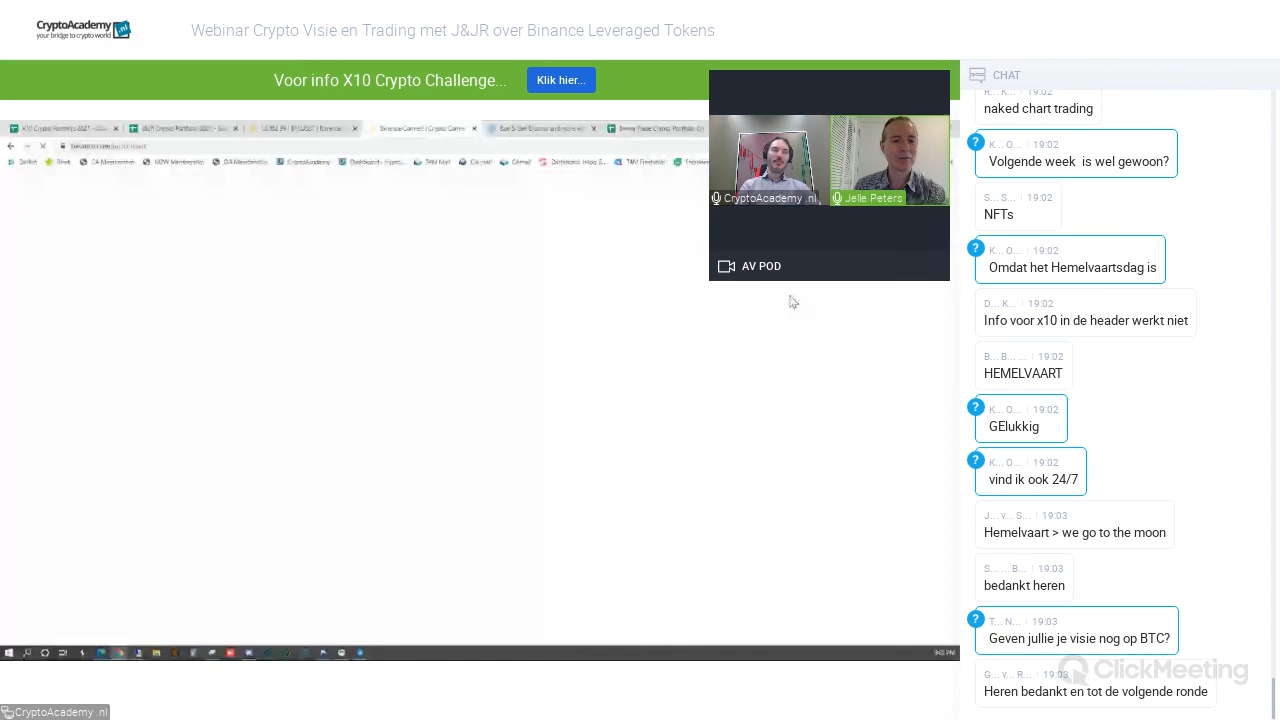 CryptoAcademy .nl
your bridge to crypto world
Webinar Crypto Visie en Trading met J&JR over Binance Leveraged Tokens
Voor info X10 Crypto Challenge...
Klik hier...
CryptoAcademy .nl
Jelle Peters
AV POD
CHAT
R... K... 19:02
naked chart trading
?
K... O... 19:02
Volgende week is wel gewoon?
S... S... 19:02
NFTs
?
K... O... 19:02
Omdat het Hemelvaartsdag is
D... K... 19:02
Info voor x10 in de header werkt niet
B... B... ... 19:02
HEMELVAART
?
K... O... 19:02
GElukkig
?
K... O... 19:02
vind ik ook 24/7
J... v... S... 19:03
Hemelvaart > we go to the moon
S... ... B... 19:03
bedankt heren
?
T... N... 19:03
Geven jullie je visie nog op BTC?
G... v... R... 19:03
Heren bedankt en tot de volgende ronde
ClickMeeting
CryptoAcademy .nl